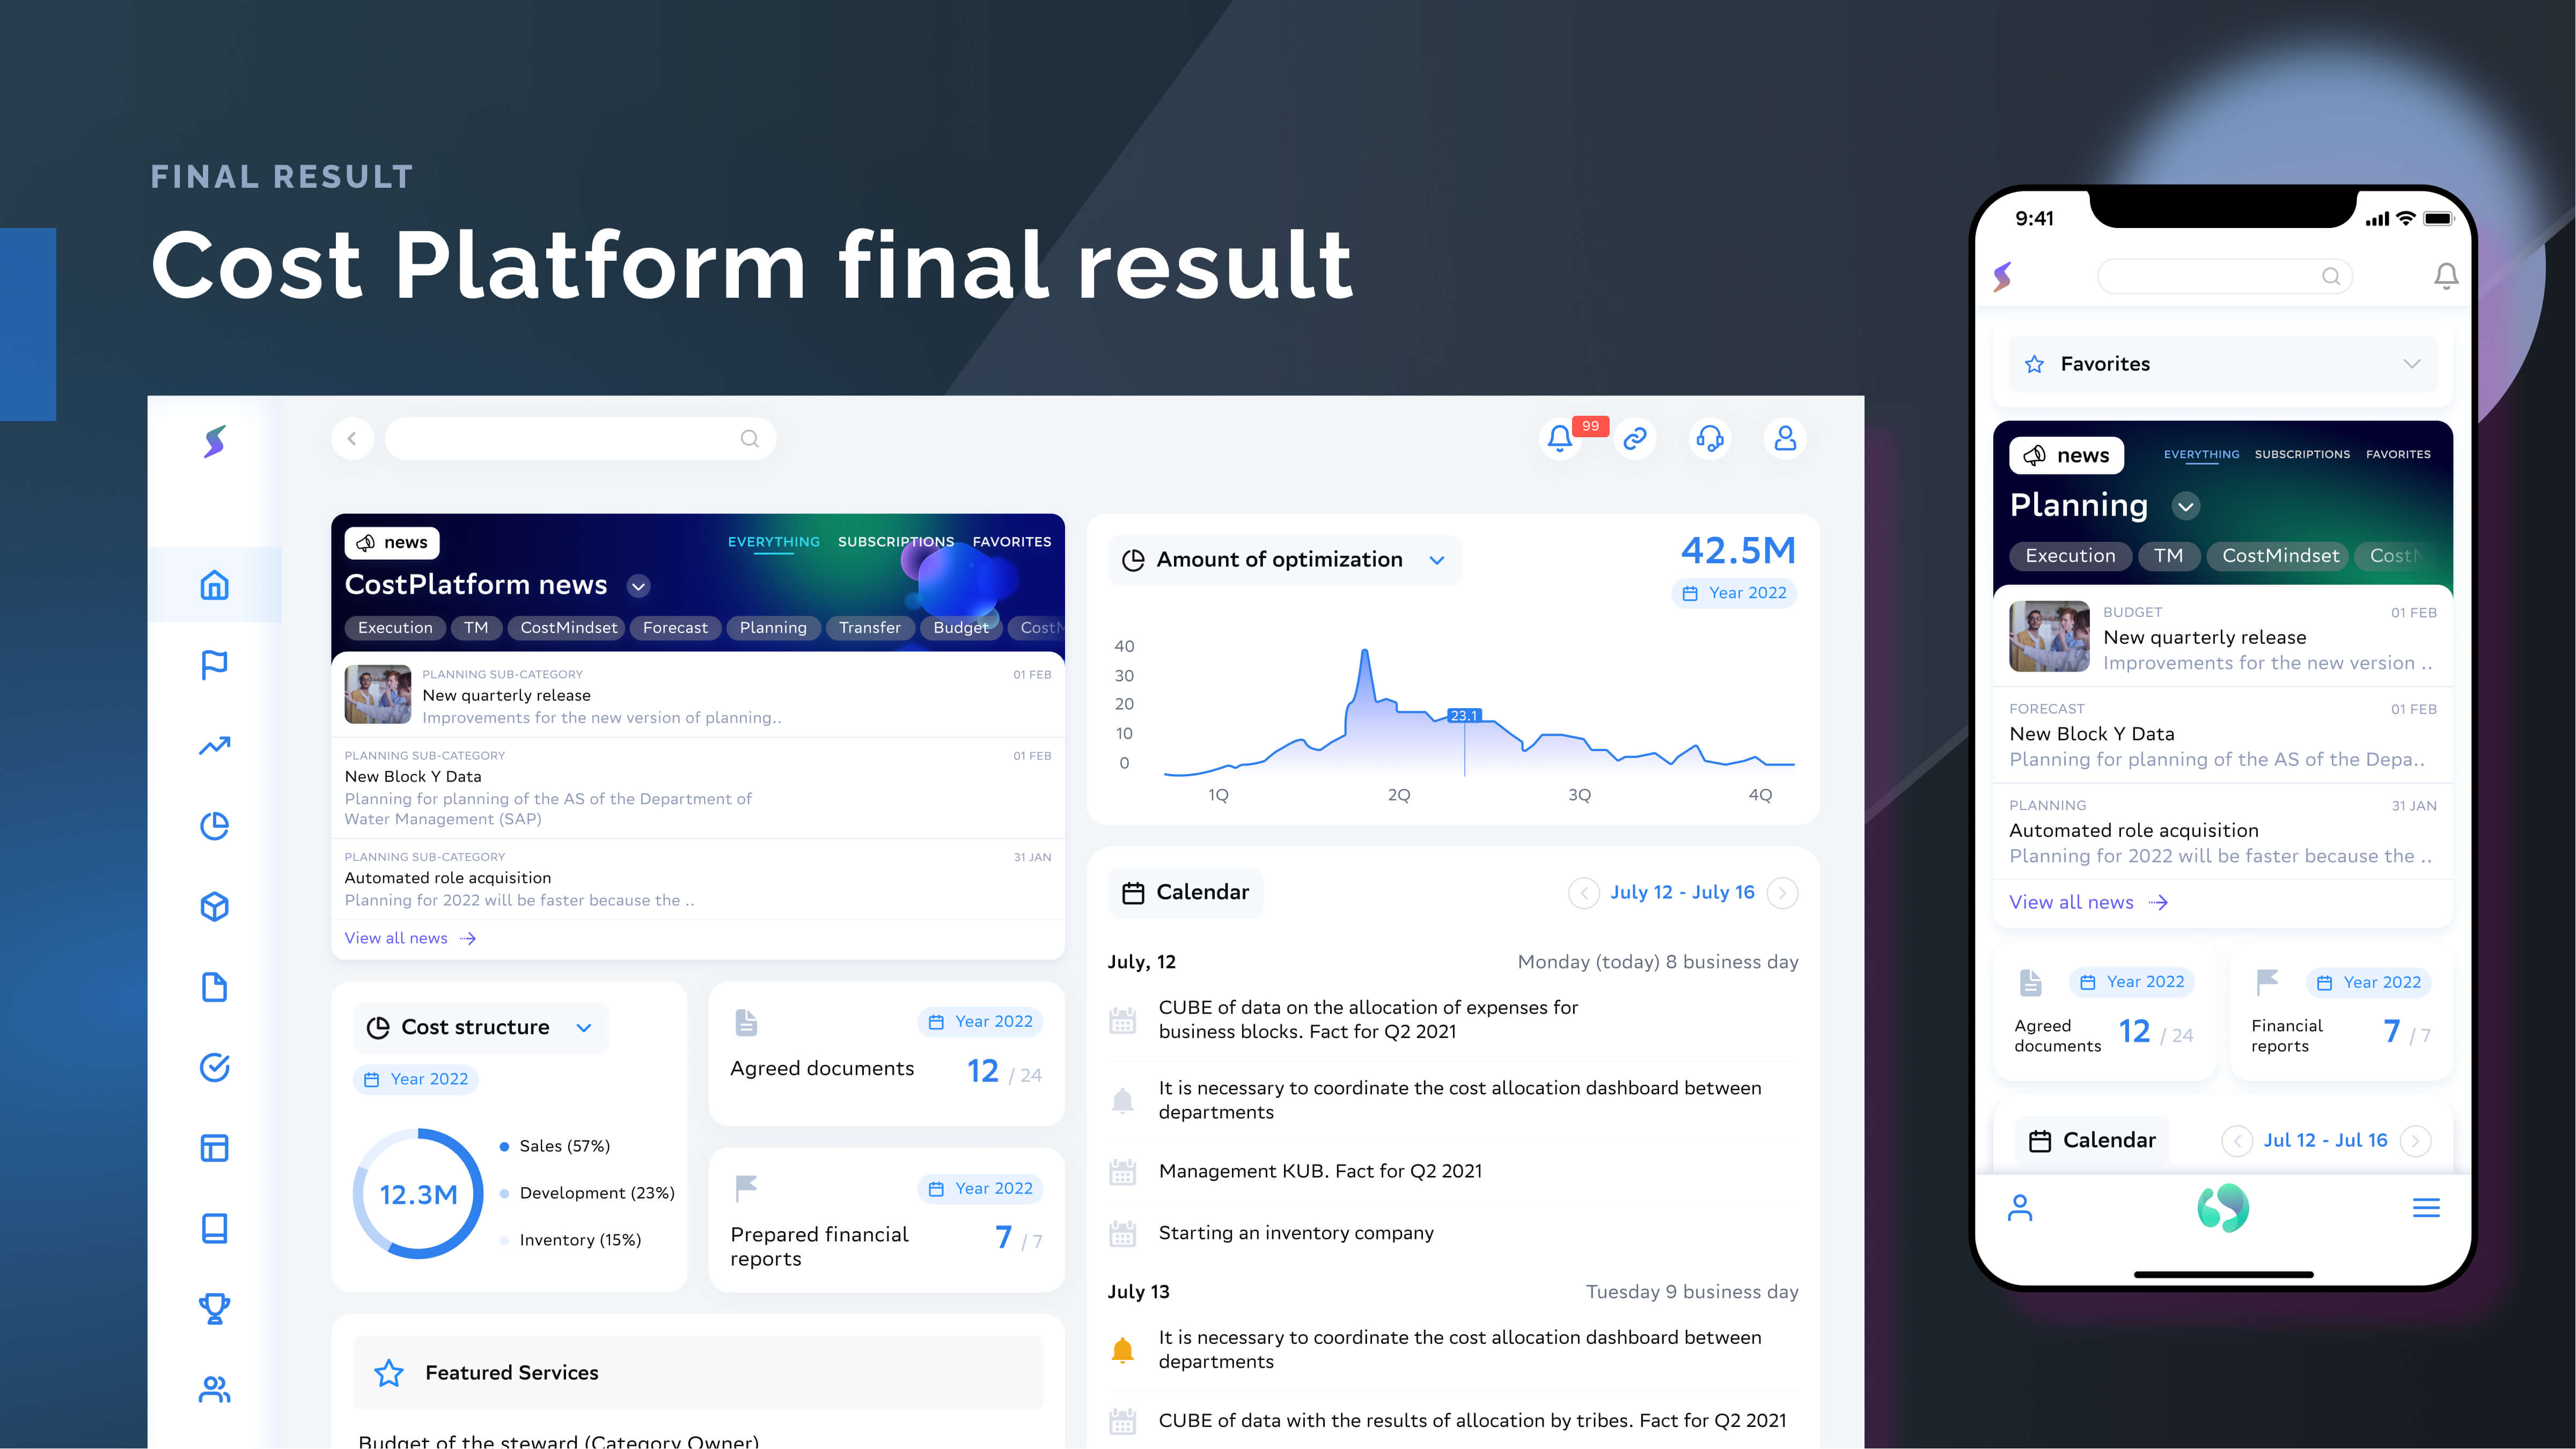 FINAL RESULT
Cost Platform final result
99
news
EVERYTHING SUBSCRIPTIONS FAVORITES
CostPlatform news
Execution TM CostMindset Forecast Planning Transfer Budget CostM
PLANNING SUB-CATEGORY 01 FEB
New quarterly release
Improvements for the new version of planning..
PLANNING SUB-CATEGORY 01 FEB
New Block Y Data
Planning for planning of the AS of the Department of
Water Management (SAP)
PLANNING SUB-CATEGORY 31 JAN
Automated role acquisition
Planning for 2022 will be faster because the ..
View all news
Cost structure
Year 2022
12.3M
Sales (57%)
Development (23%)
Inventory (15%)
Year 2022
Agreed documents 12 / 24
Year 2022
Prepared financial
reports
7 / 7
Featured Services
Budget of the steward (Category Owner)
Amount of optimization
42.5M
Year 2022
40
30
20
10
0
23.1
1Q 2Q 3Q 4Q
Calendar
July 12 - July 16
July, 12 Monday (today) 8 business day
CUBE of data on the allocation of expenses for
business blocks. Fact for Q2 2021
It is necessary to coordinate the cost allocation dashboard between
departments
Management KUB. Fact for Q2 2021
Starting an inventory company
July 13 Tuesday 9 business day
It is necessary to coordinate the cost allocation dashboard between
departments
CUBE of data with the results of allocation by tribes. Fact for Q2 2021
9:41
Favorites
news
EVERYTHING SUBSCRIPTIONS FAVORITES
Planning
Execution TM CostMindset CostM
BUDGET 01 FEB
New quarterly release
Improvements for the new version ..
FORECAST 01 FEB
New Block Y Data
Planning for planning of the AS of the Depa..
PLANNING 31 JAN
Automated role acquisition
Planning for 2022 will be faster because the ..
View all news
Year 2022
Agreed
documents
12 / 24
Year 2022
Financial
reports
7 / 7
Calendar
Jul 12 - Jul 16